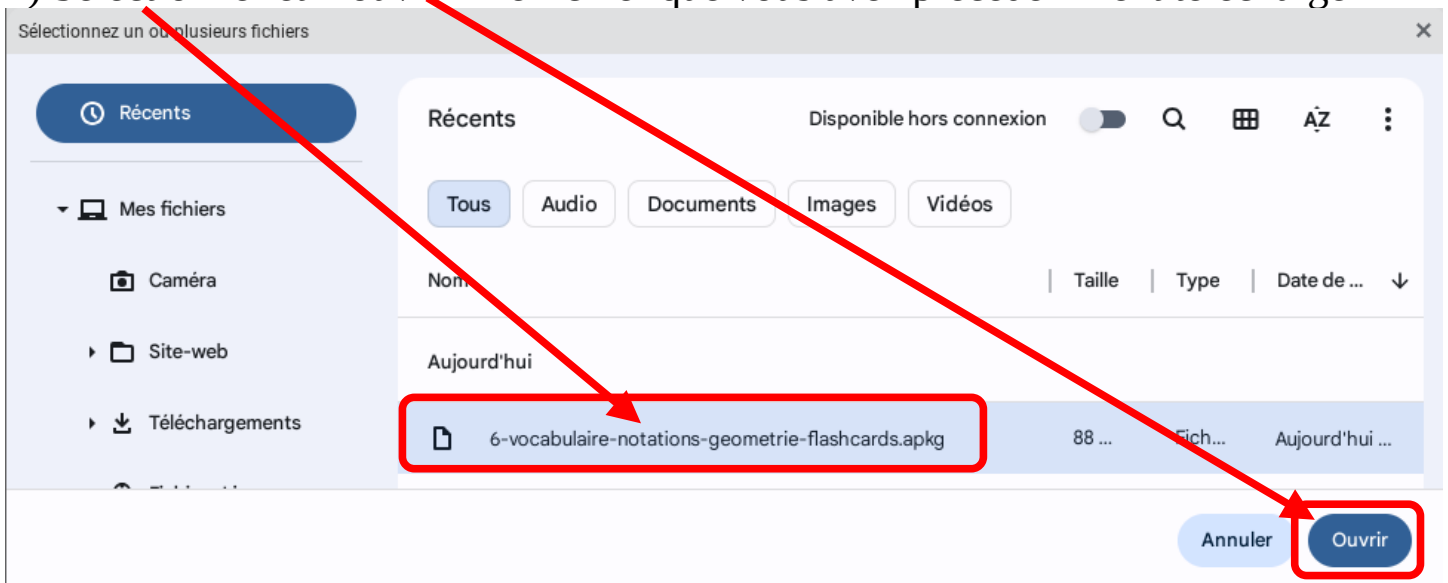 Sélectionnez un ou plusieurs fichiers
Récents
Récents
Disponible hors connexion
AZ
Mes fichiers
Tous
Audio
Documents
Images
Vidéos
Caméra
Nom
Taille
Type
Date de ...
Site-web
Aujourd'hui
Téléchargements
6-vocabulaire-notations-geometrie-flashcards.apkg
88 ...
Fich...
Aujourd'hui ...
Annuler
Ouvrir